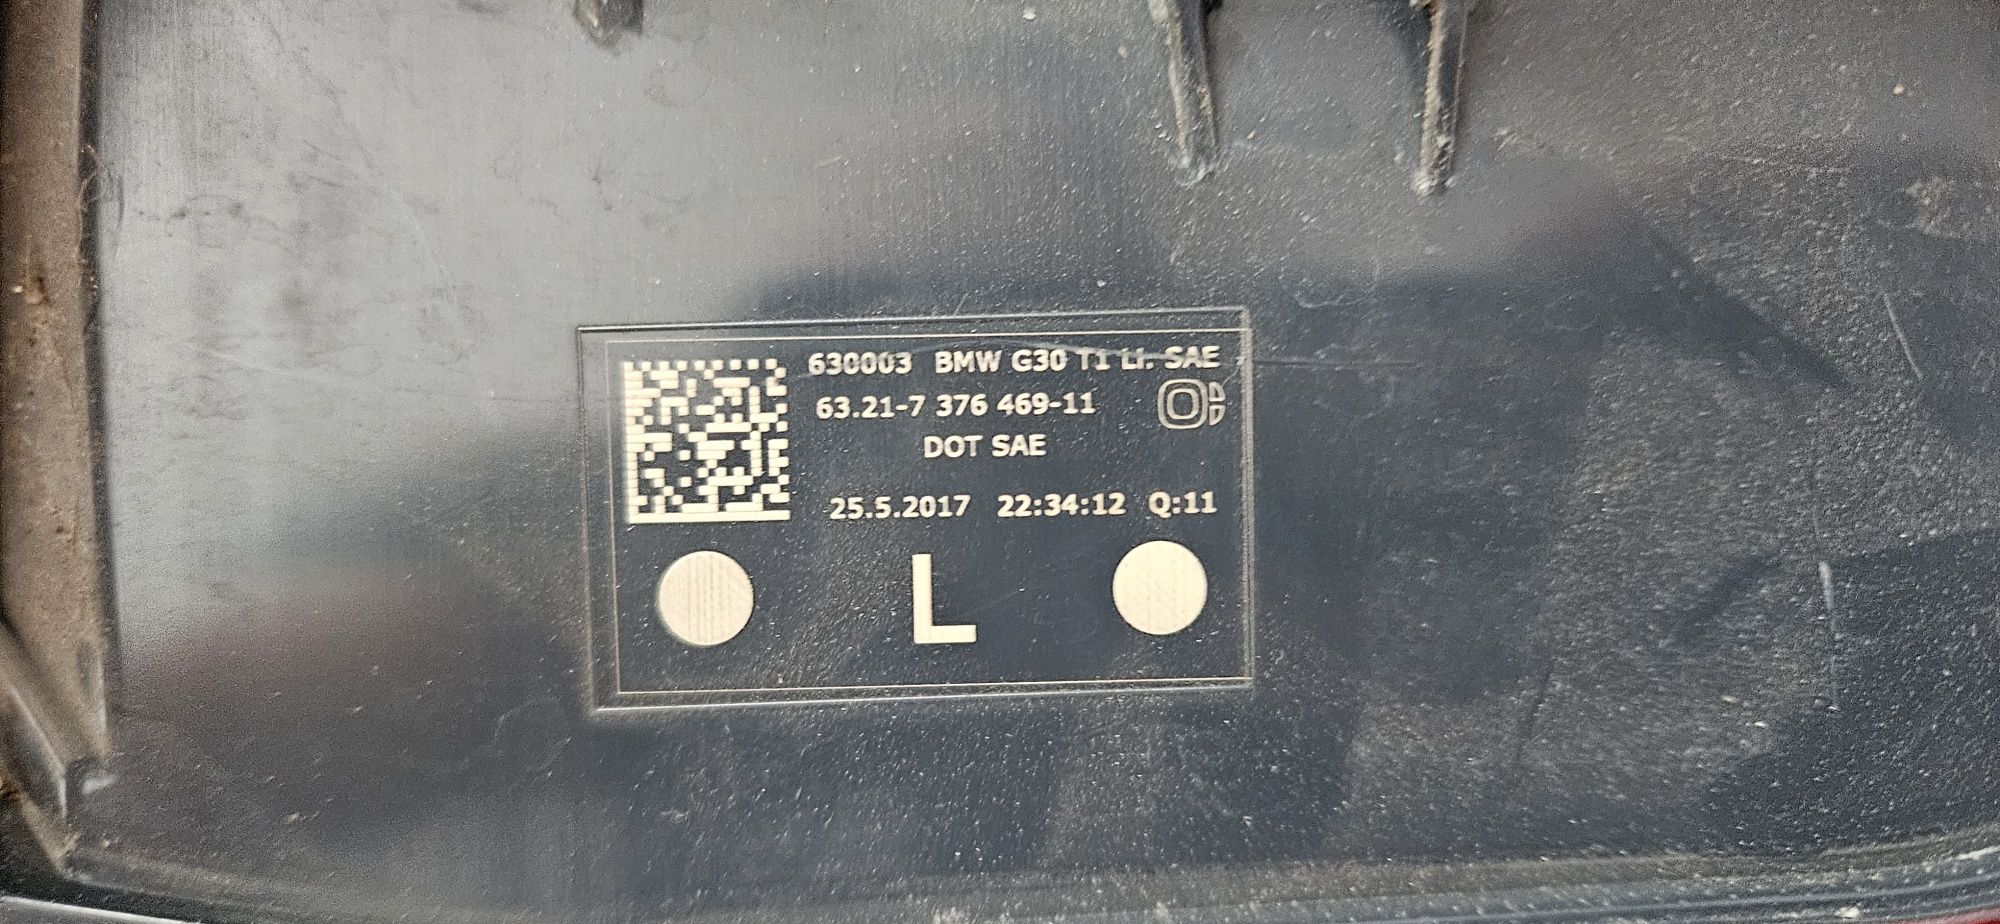 630003 BMW G30 T1 Li. SAE
63.21-7 376 469-11
DOT SAE
25.5.2017 22:34:12 Q:11
L